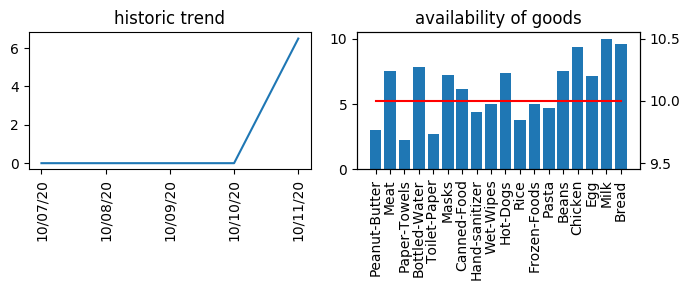 historic trend
6
4
2
0
10/07/20
10/08/20
10/09/20
10/10/20
10/11/20
availability of goods
10
5
0
10.5
10.0
9.5
Peanut-Butter
Meat
Paper-Towels
Bottled-Water
Toilet-Paper
Masks
Canned-Food
Hand-sanitizer
Wet-Wipes
Hot-Dogs
Rice
Frozen-Foods
Pasta
Beans
Chicken
Egg
Milk
Bread